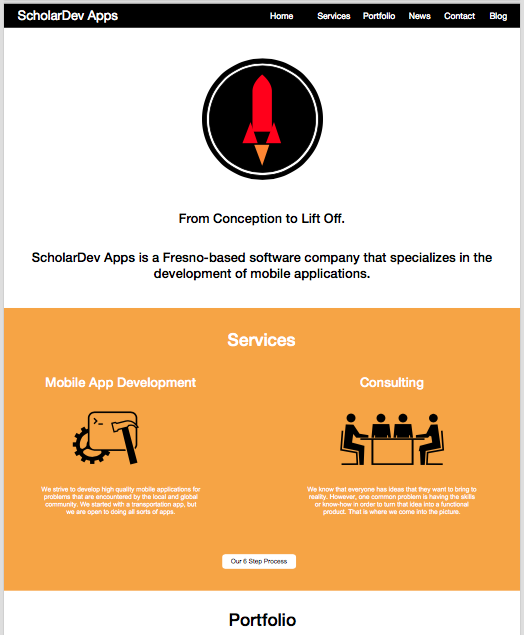 ScholarDev Apps Home Services Portfolio News Contact Blog
From Conception to Lift Off.
ScholarDev Apps is a Fresno-based software company that specializes in the
development of mobile applications.
Services
Mobile App Development
We strive to develop high quality mobile applications for
problems that are encountered by the local and global
community. We started with a transportation app, but
we are open to doing all sorts of apps.
Consulting
We know that everyone has ideas that they want to bring to
reality. However, one common problem is having the skills
or know-how in order to turn that idea into a functional
product. That is where we come into the picture.
Our 6 Step Process
Portfolio